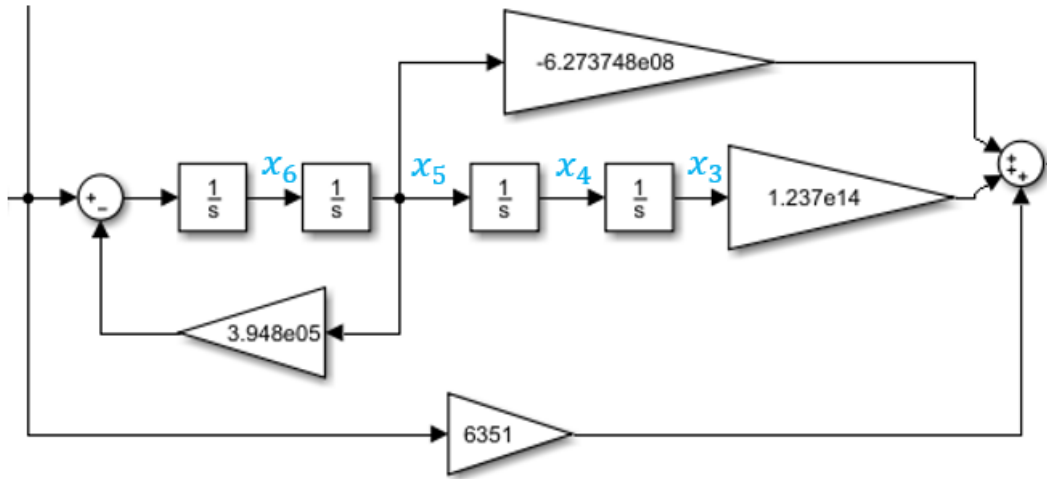 -6.273748e08
x₆
x₅
x₄
x₃
+
-
1
s
1
s
1
s
1
s
1.237e14
+
+
+
3.948e05
6351